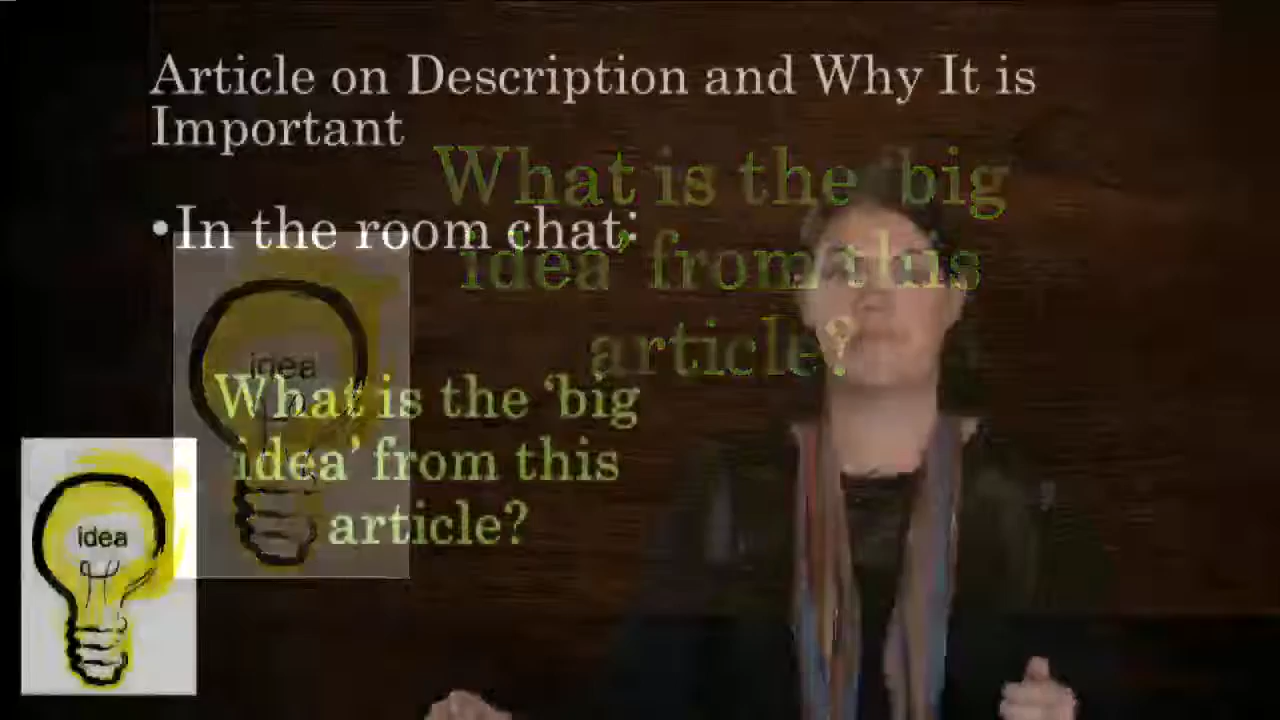 Article on Description and Why It is
Important
What is the ‘big
•In the room chat:
idea’ from this
article?
idea
What is the ‘big
idea’ from this
article?
idea